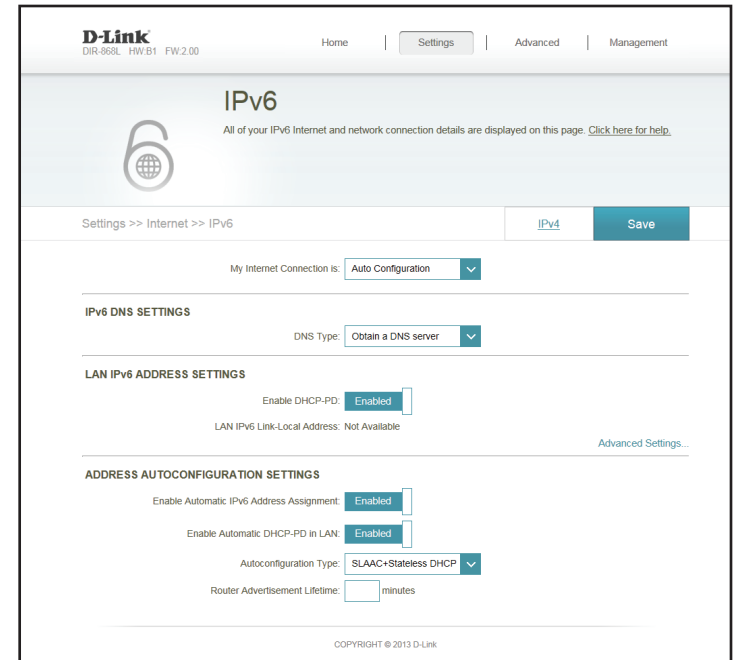 D-Link
DIR-868L HW:B1 FW:2.00
Home
Settings
Advanced
Management
IPv6
All of your IPv6 Internet and network connection details are displayed on this page. Click here for help.
Settings >> Internet >> IPv6
IPv4
Save
My Internet Connection is: Auto Configuration
IPv6 DNS SETTINGS
DNS Type: Obtain a DNS server
LAN IPv6 ADDRESS SETTINGS
Enable DHCP-PD: Enabled
LAN IPv6 Link-Local Address: Not Available
Advanced Settings...
ADDRESS AUTOCONFIGURATION SETTINGS
Enable Automatic IPv6 Address Assignment: Enabled
Enable Automatic DHCP-PD in LAN: Enabled
Autoconfiguration Type: SLAAC+Stateless DHCP
Router Advertisement Lifetime: minutes
COPYRIGHT © 2013 D-Link